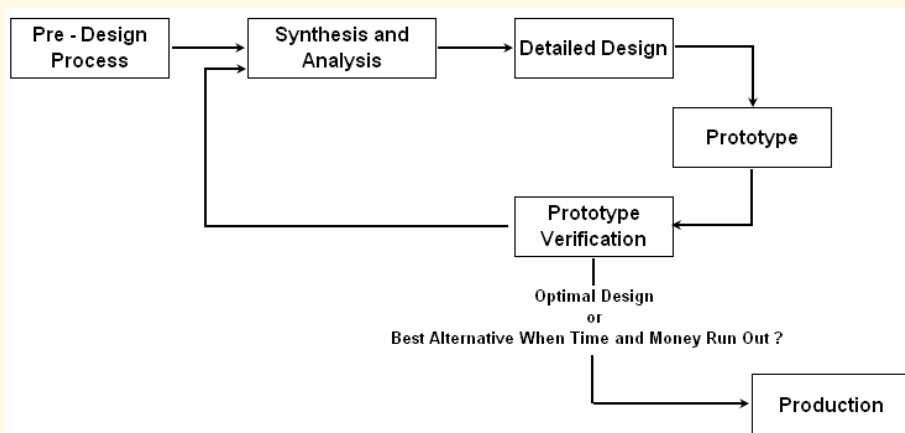 Pre - Design
Process
Synthesis and
Analysis
Detailed Design
Prototype
Prototype
Verification
Optimal Design
or
Best Alternative When Time and Money Run Out ?
Production